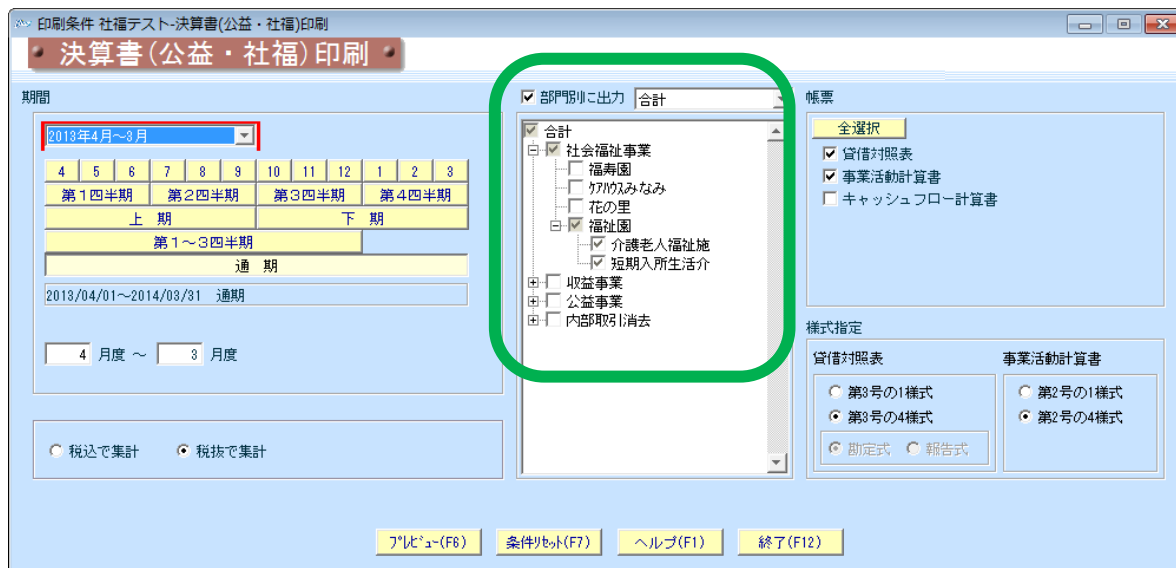 印刷条件 社福テスト-決算書(公益・社福)印刷
決算書(公益・社福)印刷
期間
2013年4月～3月
4 5 6 7 8 9 10 11 12 1 2 3
第1四半期 第2四半期 第3四半期 第4四半期
上 期 下 期
第1～3四半期
通 期
2013/04/01～2014/03/31 通期
4 月度 ～ 3 月度
税込で集計 税抜で集計
部門別に出力 合計
合計
社会福祉事業
福寿園
ケアハウスみなみ
花の里
福祉園
介護老人福祉施
短期入所生活介
収益事業
公益事業
内部取引消去
帳票
全選択
貸借対照表
事業活動計算書
キャッシュフロー計算書
様式指定
貸借対照表
第3号の1様式
第3号の4様式
勘定式 報告式
事業活動計算書
第2号の1様式
第2号の4様式
プレビュー(F6) 条件リセット(F7) ヘルプ(F1) 終了(F12)